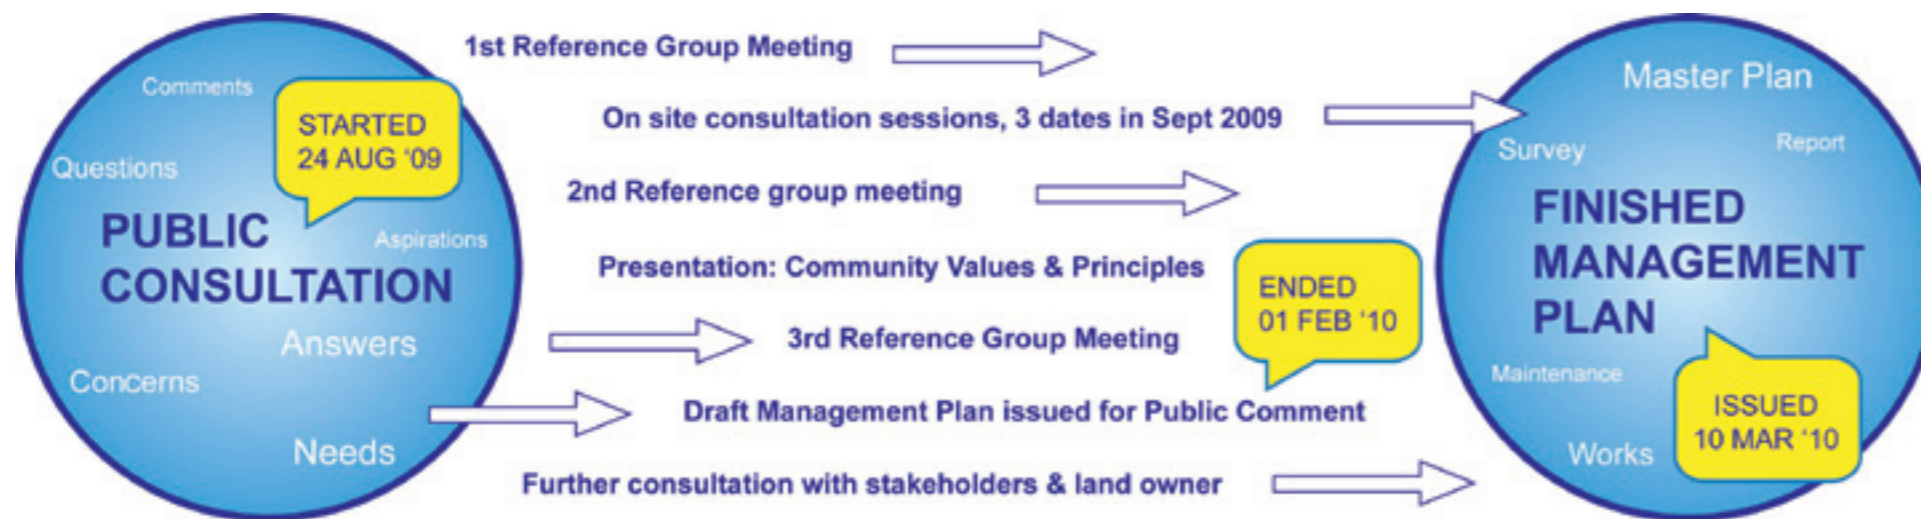 Comments
STARTED
24 AUG ‘09
Questions
PUBLIC
CONSULTATION
Aspirations
Answers
Concerns
Needs
1st Reference Group Meeting
On site consultation sessions, 3 dates in Sept 2009
2nd Reference group meeting
Presentation: Community Values & Principles
ENDED
01 FEB ‘10
3rd Reference Group Meeting
Draft Management Plan issued for Public Comment
Further consultation with stakeholders & land owner
Master Plan
Survey
Report
FINISHED
MANAGEMENT
PLAN
Maintenance
ISSUED
10 MAR ‘10
Works